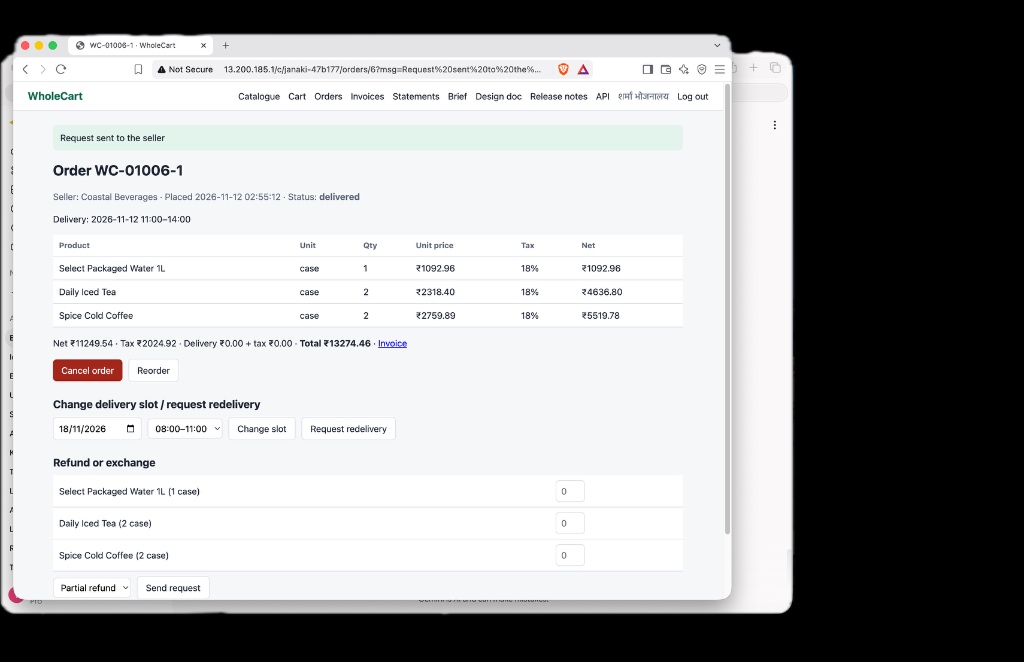 WC-01006-1 · WholeCart
Not Secure 13.200.185.1/c/janaki-47b177/orders/6?msg=Request%20sent%20to%20the%...
WholeCart Catalogue Cart Orders Invoices Statements Brief Design doc Release notes API शर्मा भोजनालय Log out
Request sent to the seller
Order WC-01006-1
Seller: Coastal Beverages · Placed 2026-11-12 02:55:12 · Status: delivered
Delivery: 2026-11-12 11:00–14:00
Product Unit Qty Unit price Tax Net
Select Packaged Water 1L case 1 ₹1092.96 18% ₹1092.96
Daily Iced Tea case 2 ₹2318.40 18% ₹4636.80
Spice Cold Coffee case 2 ₹2759.89 18% ₹5519.78
Net ₹11249.54 · Tax ₹2024.92 · Delivery ₹0.00 + tax ₹0.00 · Total ₹13274.46 · Invoice
Cancel order Reorder
Change delivery slot / request redelivery
18/11/2026 08:00–11:00 Change slot Request redelivery
Refund or exchange
Select Packaged Water 1L (1 case) 0
Daily Iced Tea (2 case) 0
Spice Cold Coffee (2 case) 0
Partial refund Send request